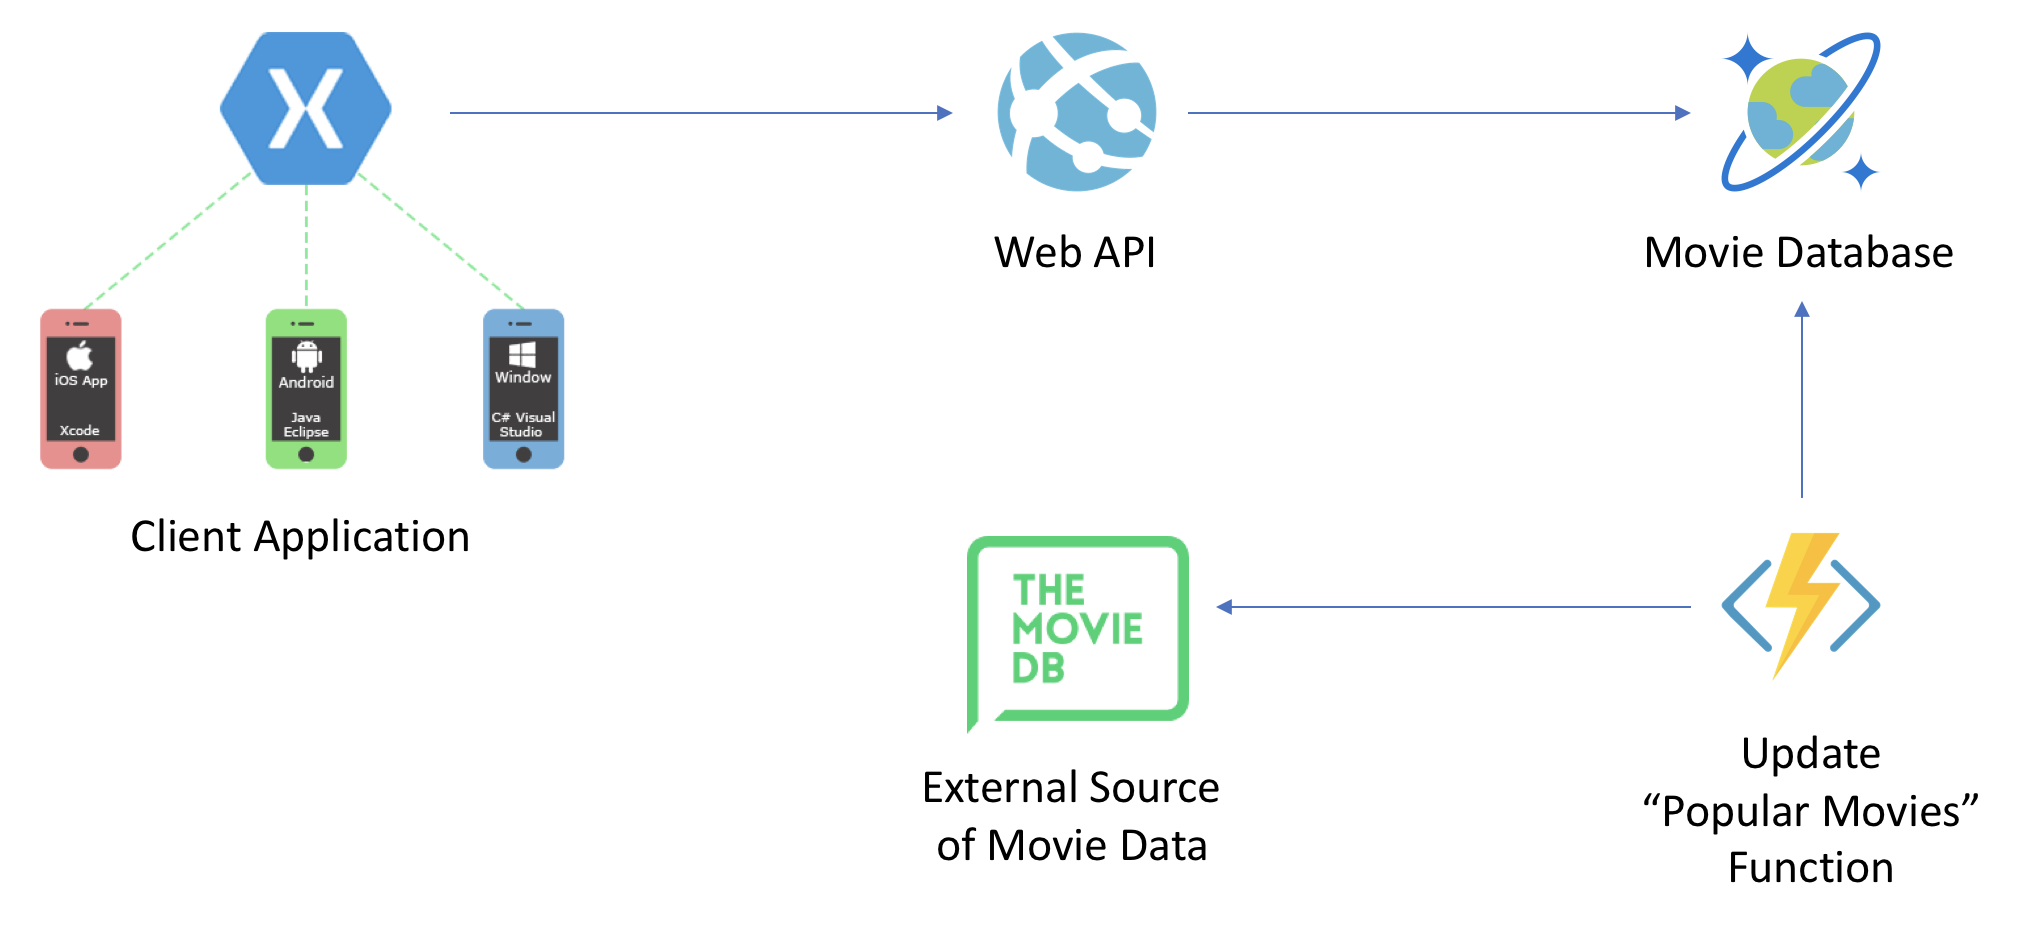 X
Web API
Movie Database
iOS App
Xcode
Android
Java
Eclipse
Window
C# Visual
Studio
Client Application
THE
MOVIE
DB
External Source
of Movie Data
Update
“Popular Movies”
Function